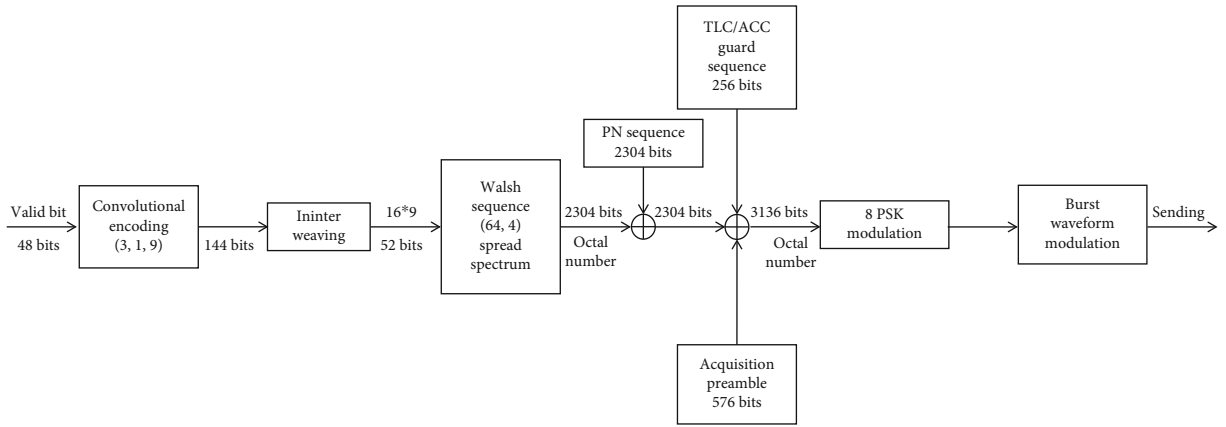 Valid bit
48 bits
Convolutional
encoding
(3, 1, 9)
144 bits
Ininter
weaving
16*9
52 bits
Walsh
sequence
(64, 4)
spread
spectrum
2304 bits
Octal
number
PN sequence
2304 bits
2304 bits
TLC/ACC
guard
sequence
256 bits
Acquisition
preamble
576 bits
3136 bits
Octal
number
8 PSK
modulation
Burst
waveform
modulation
Sending